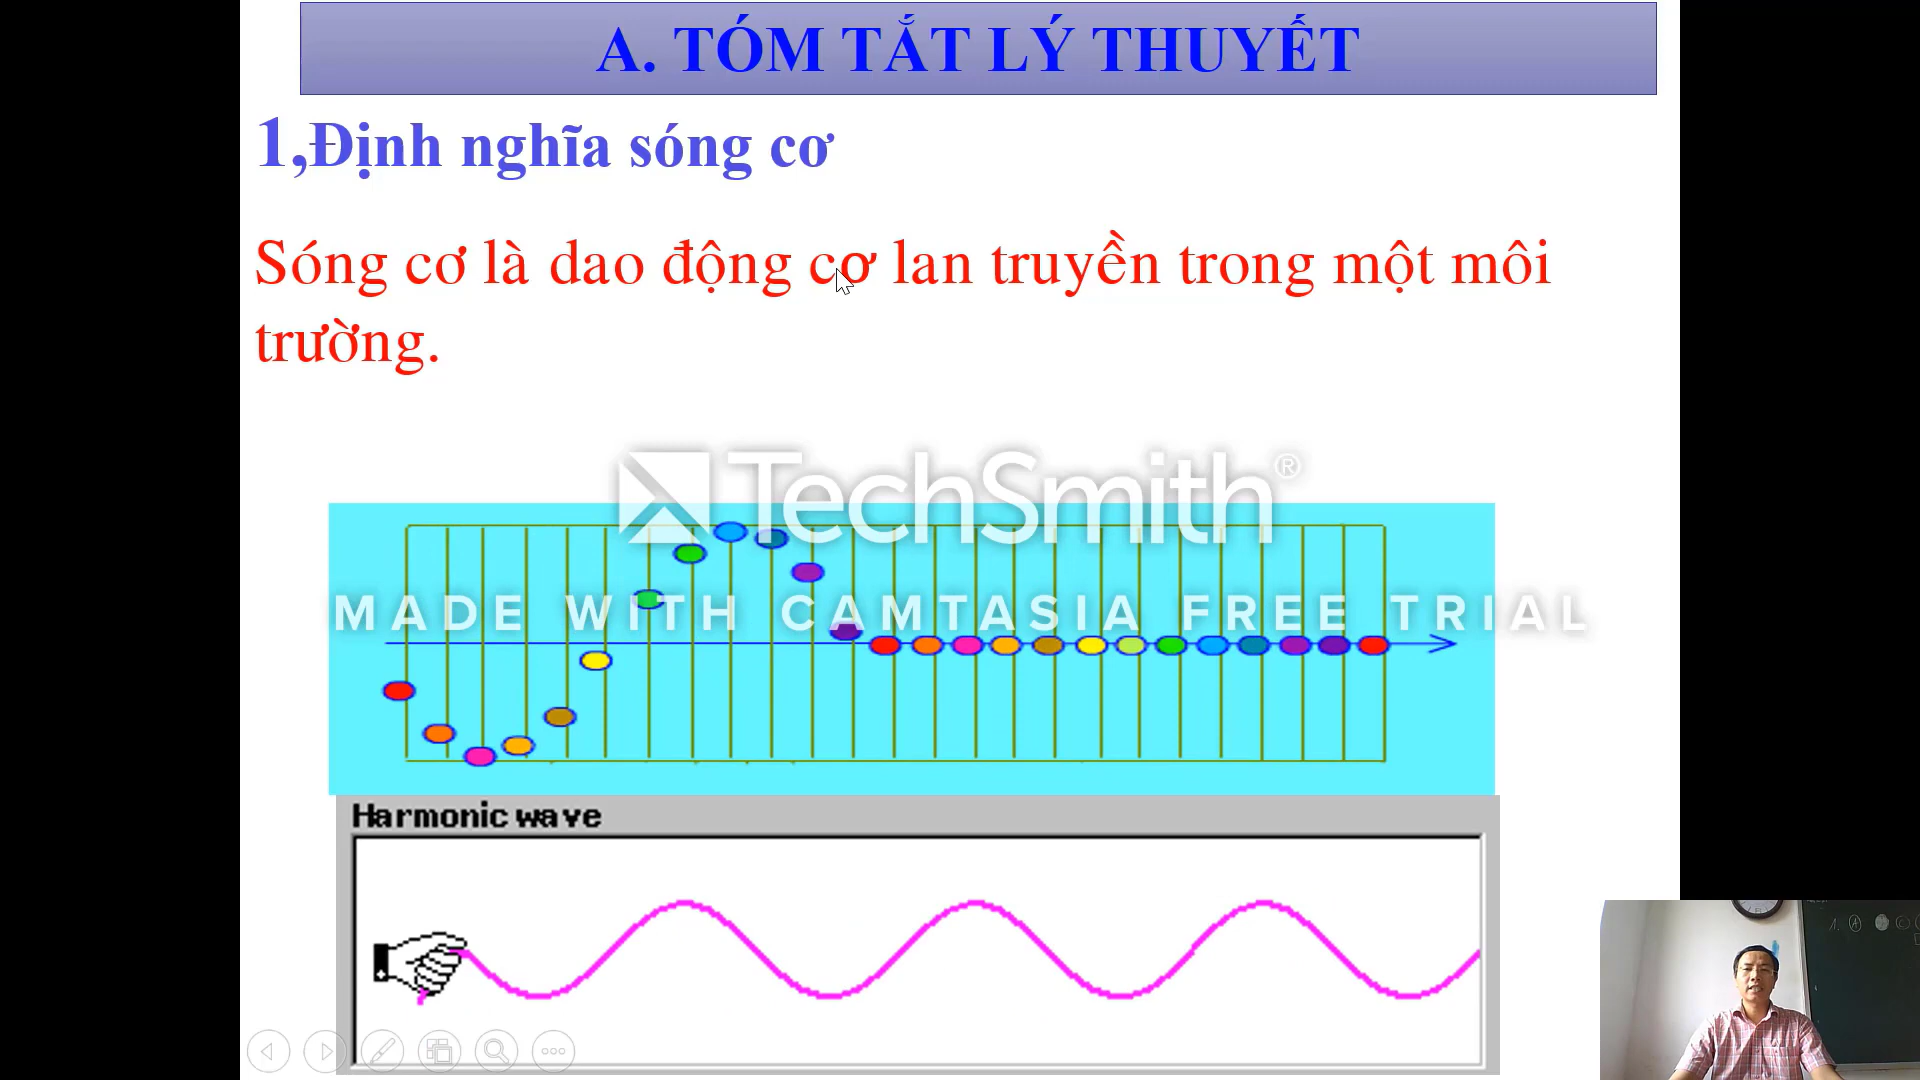 A. TÓM TẮT LÝ THUYẾT
1,Định nghĩa sóng cơ
Sóng cơ là dao động cơ lan truyền trong một môi
trường.
TechSmith®
MADE WITH CAMTASIA FREE TRIAL
Harmonic wave